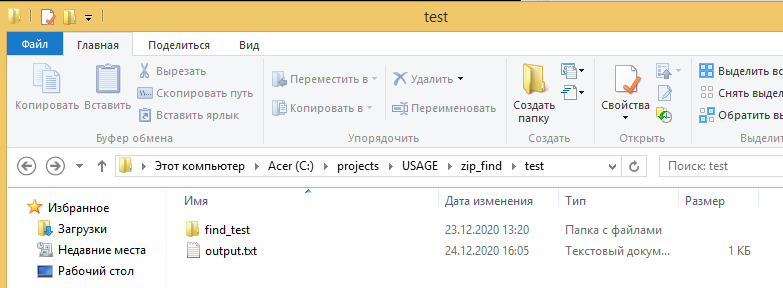 test
Файл Главная Поделиться Вид
Копировать Вставить Вырезать Скопировать путь Вставить ярлык
Буфер обмена
Переместить в Копировать в Удалить Переименовать
Упорядочить
Создать папку
Создать
Свойства
Открыть
Выделить вс
Снять выдел
Обратить вы
Выделить
Этот компьютер Acer (C:) projects USAGE zip_find test
Поиск: test
Избранное
Загрузки
Недавние места
Рабочий стол
Имя Дата изменения Тип Размер
find_test 23.12.2020 13:20 Папка с файлами
output.txt 24.12.2020 16:05 Текстовый докум... 1 КБ